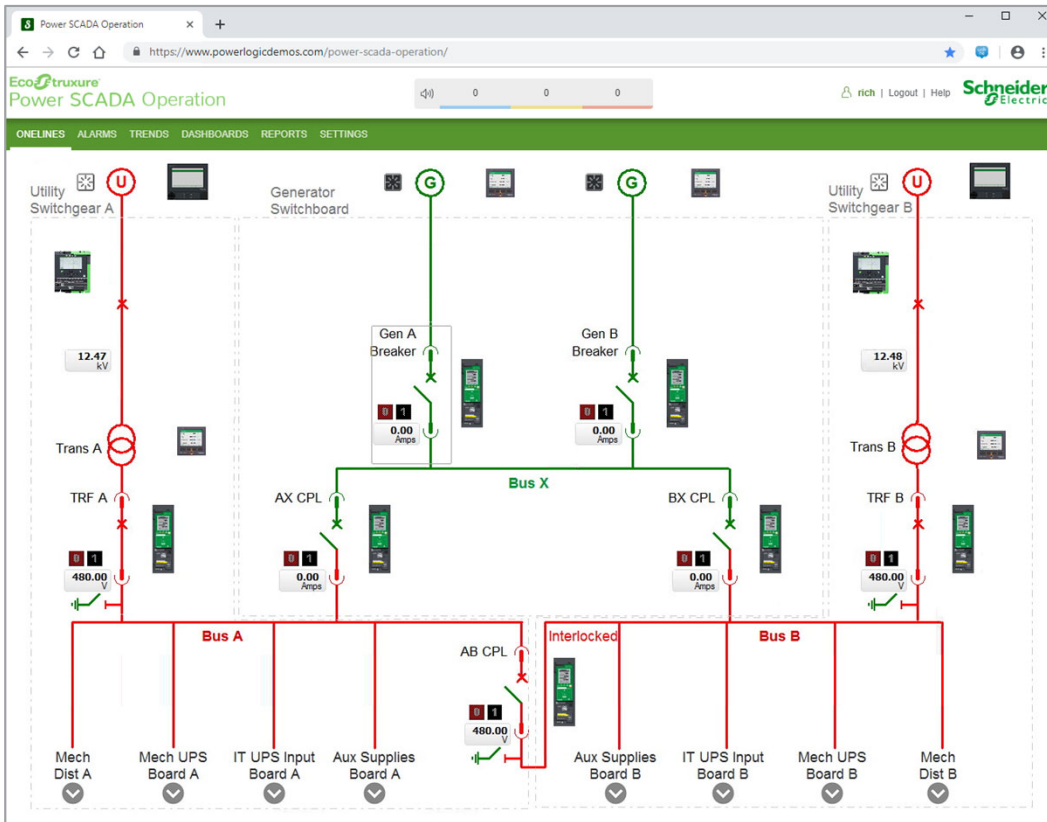 Power SCADA Operation
https://www.powerlogicdemos.com/power-scada-operation/
EcoStruxure
Power SCADA Operation
0 0 0
rich | Logout | Help
Schneider
Electric
ONELINES ALARMS TRENDS DASHBOARDS REPORTS SETTINGS
Utility
Switchgear A
U
Generator
Switchboard
G
G
Utility
Switchgear B
U
Gen A
Breaker
Gen B
Breaker
12.47
kV
12.48
kV
0 1
0.00
Amps
0 1
0.00
Amps
Trans A
Trans B
Bus X
TRF A
AX CPL
BX CPL
TRF B
0 1
480.00
V
0 1
0.00
Amps
0 1
0.00
Amps
0 1
480.00
V
Bus A
Interlocked
Bus B
AB CPL
0 1
480.00
V
Mech
Dist A
Mech UPS
Board A
IT UPS Input
Board A
Aux Supplies
Board A
Aux Supplies
Board B
IT UPS Input
Board B
Mech UPS
Board B
Mech
Dist B